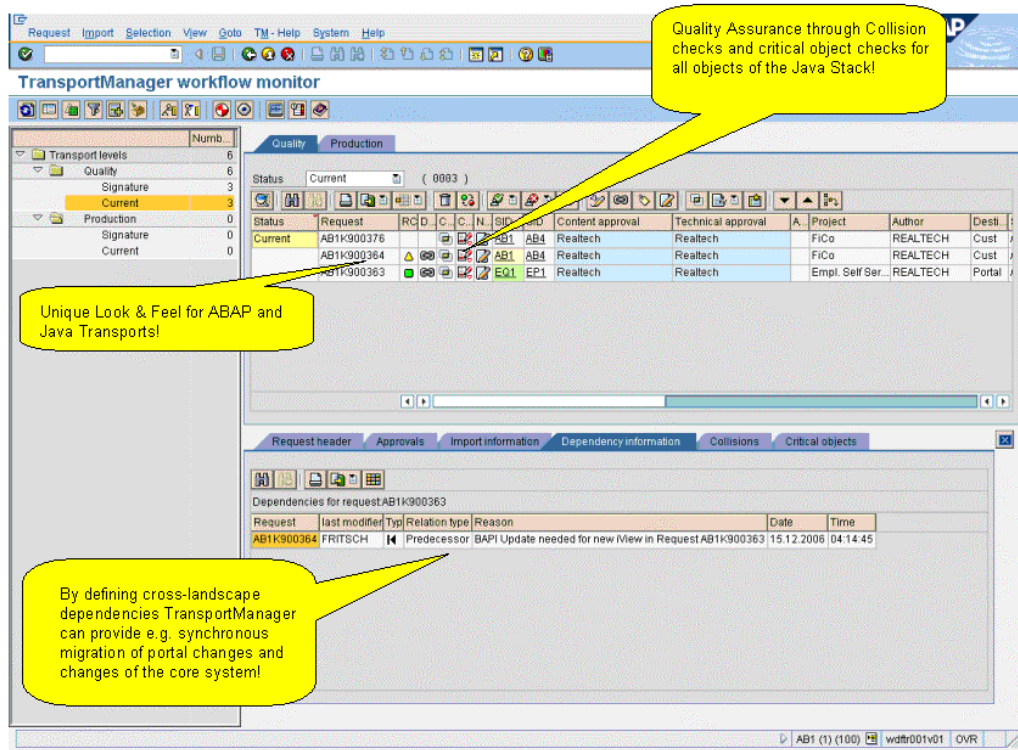 Request Import Selection View Goto TM - Help System Help
Quality Assurance through Collision
checks and critical object checks for
all objects of the Java Stack!
TransportManager workflow monitor
Numb...
Transport levels 6
Quality 6
Signature 3
Current 3
Production 0
Signature 0
Current 0
Quality Production
Status Current ( 0003 )
Status Request RC D... C... C... N... SID Content approval Technical approval A... Project Author Desti...
Current AB1K900376 AB1 AB4 Realtech Realtech FiCo REALTECH Cust
AB1K900364 AB1 AB4 Realtech Realtech FiCo REALTECH Cust
AB1K900363 EQ1 EP1 Realtech Realtech Empl. Self Ser... REALTECH Portal
Unique Look & Feel for ABAP and
Java Transports!
Request header Approvals Import information Dependency information Collisions Critical objects
Dependencies for request AB1K900363
Request last modifier Typ Relation type Reason Date Time
AB1K900364 FRITSCH Predecessor BAPI Update needed for new iView in Request AB1K900363 15.12.2006 04:14:45
By defining cross-landscape
dependencies TransportManager
can provide e.g. synchronous
migration of portal changes and
changes of the core system!
AB1 (1) (100) wdftr001v01 OVR